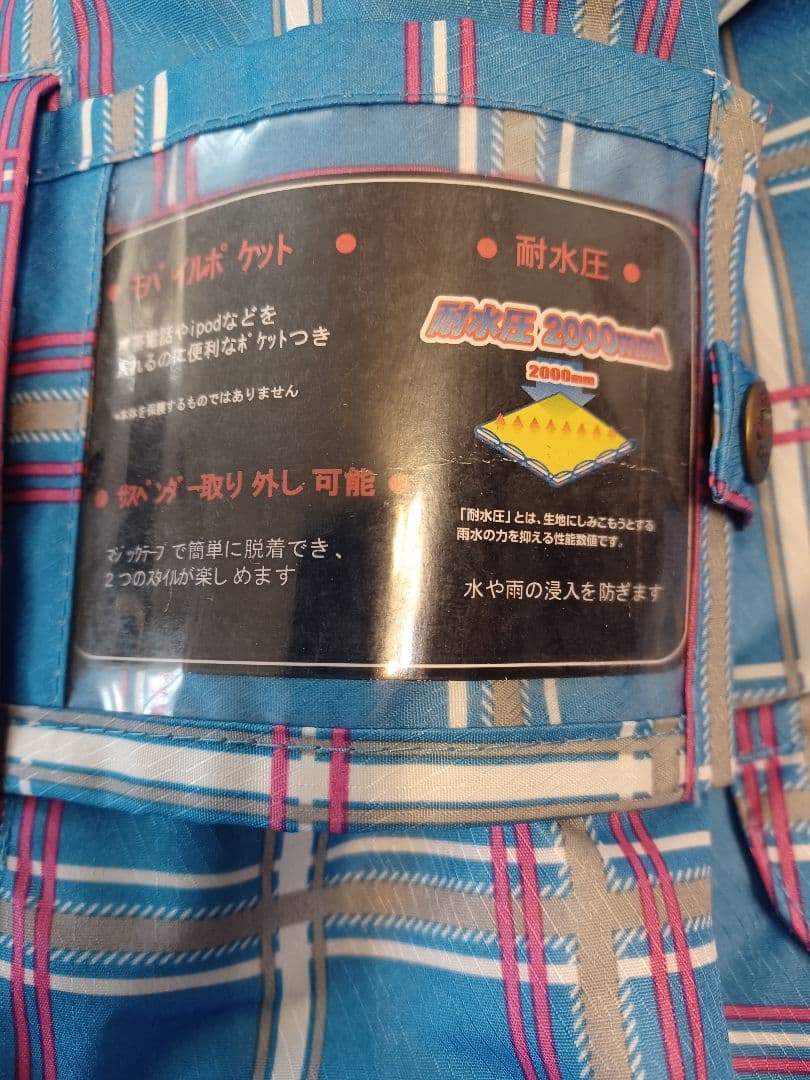 ● モバイルポケット ●
携帯電話やipodなどを
入れるのに便利なポケットつき
*本体を保護するものではありません
● サスペンダー取り外し可能 ●
マジックテープで簡単に脱着でき、
2つのスタイルが楽しめます
● 耐水圧 ●
耐水圧 2000mm
2000mm
「耐水圧」とは、生地にしみこもうとする
雨水の力を抑える性能数値です。
水や雨の浸入を防ぎます